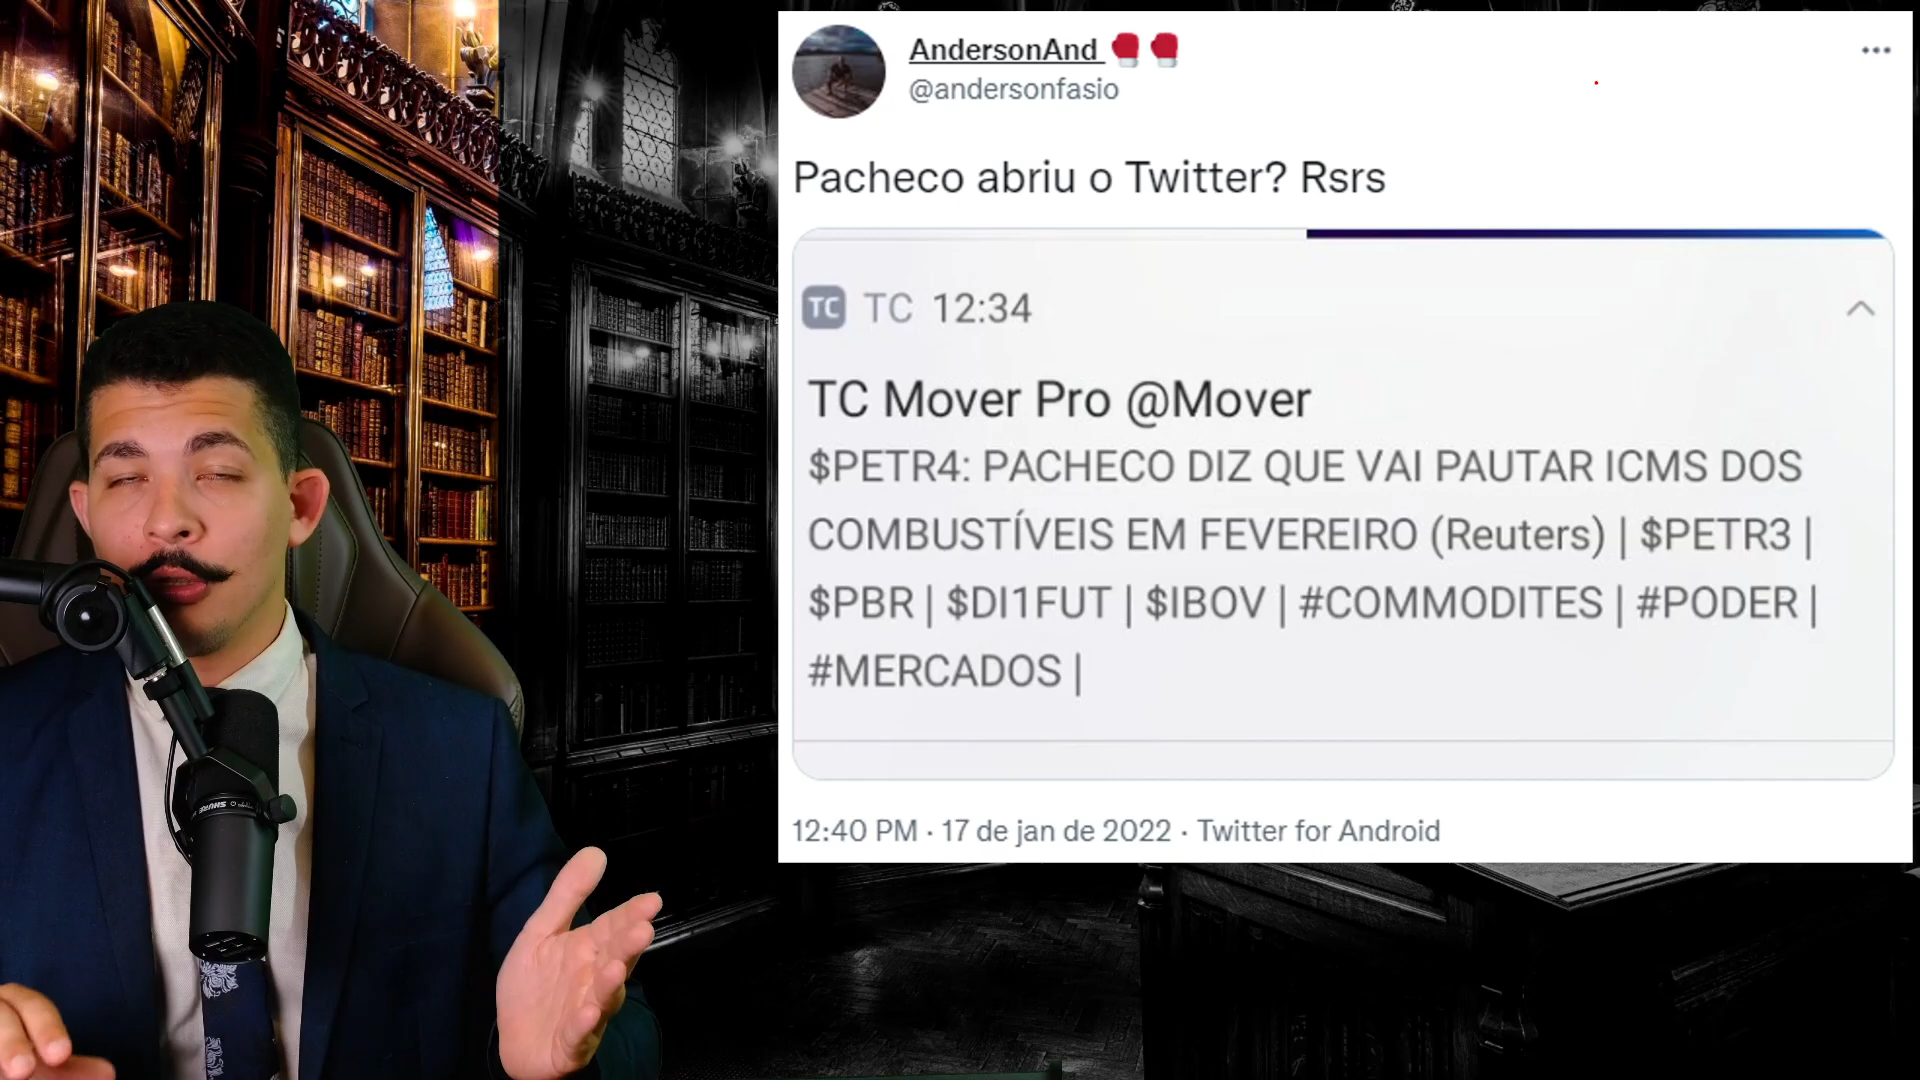 AndersonAnd 🥊 🥊
@andersonfasio
Pacheco abriu o Twitter? Rsrs
TC TC 12:34
TC Mover Pro @Mover
$PETR4: PACHECO DIZ QUE VAI PAUTAR ICMS DOS
COMBUSTÍVEIS EM FEVEREIRO (Reuters) | $PETR3 |
$PBR | $DI1FUT | $IBOV | #COMMODITES | #PODER |
#MERCADOS |
12:40 PM · 17 de jan de 2022 · Twitter for Android
SHURE